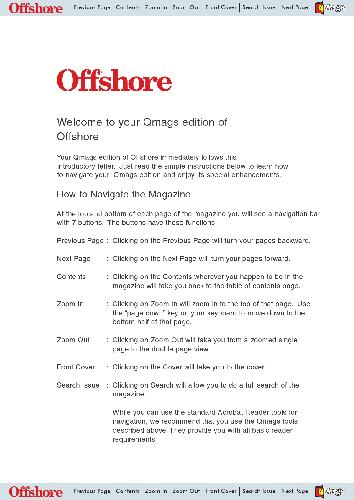 Offshore Previous Page Contents Zoom In Zoom Out Front Cover Search Issue Next Page Qmags
Offshore
Welcome to your Qmags edition of
Offshore
Your Qmags edition of Offshore immediately follows this
introductory letter. Just read the simple instructions below to learn how
to navigate your Qmags edition and enjoy its special enhancements.
How to Navigate the Magazine
At the top and bottom of each page of the magazine you will see a navigation bar
with 7 buttons. The buttons have these functions
Previous Page : Clicking on the Previous Page will turn your pages backward.
Next Page : Clicking on the Next Page will turn your pages forward.
Contents : Clicking on the Contents wherever you happen to be in the
magazine will take you back to the table of contents page.
Zoom In : Clicking on Zoom In will zoom in to the top of that page. Use
the "page down" key on your keyboard to move down to the
bottom half of that page.
Zoom Out : Clicking on Zoom Out will take you from a zoomed single
page to the double page view
Front Cover : Clicking on the Cover will take you to the cover
Search Issue : Clicking on Search will allow you to do a full search of the
magazine
While you can use the standard Acrobat Reader tools for
navigation, we recommend that you use the Qmags tools
described above. They provide you with all basic reader
requirements
Offshore Previous Page Contents Zoom In Zoom Out Front Cover Search Issue Next Page Qmags